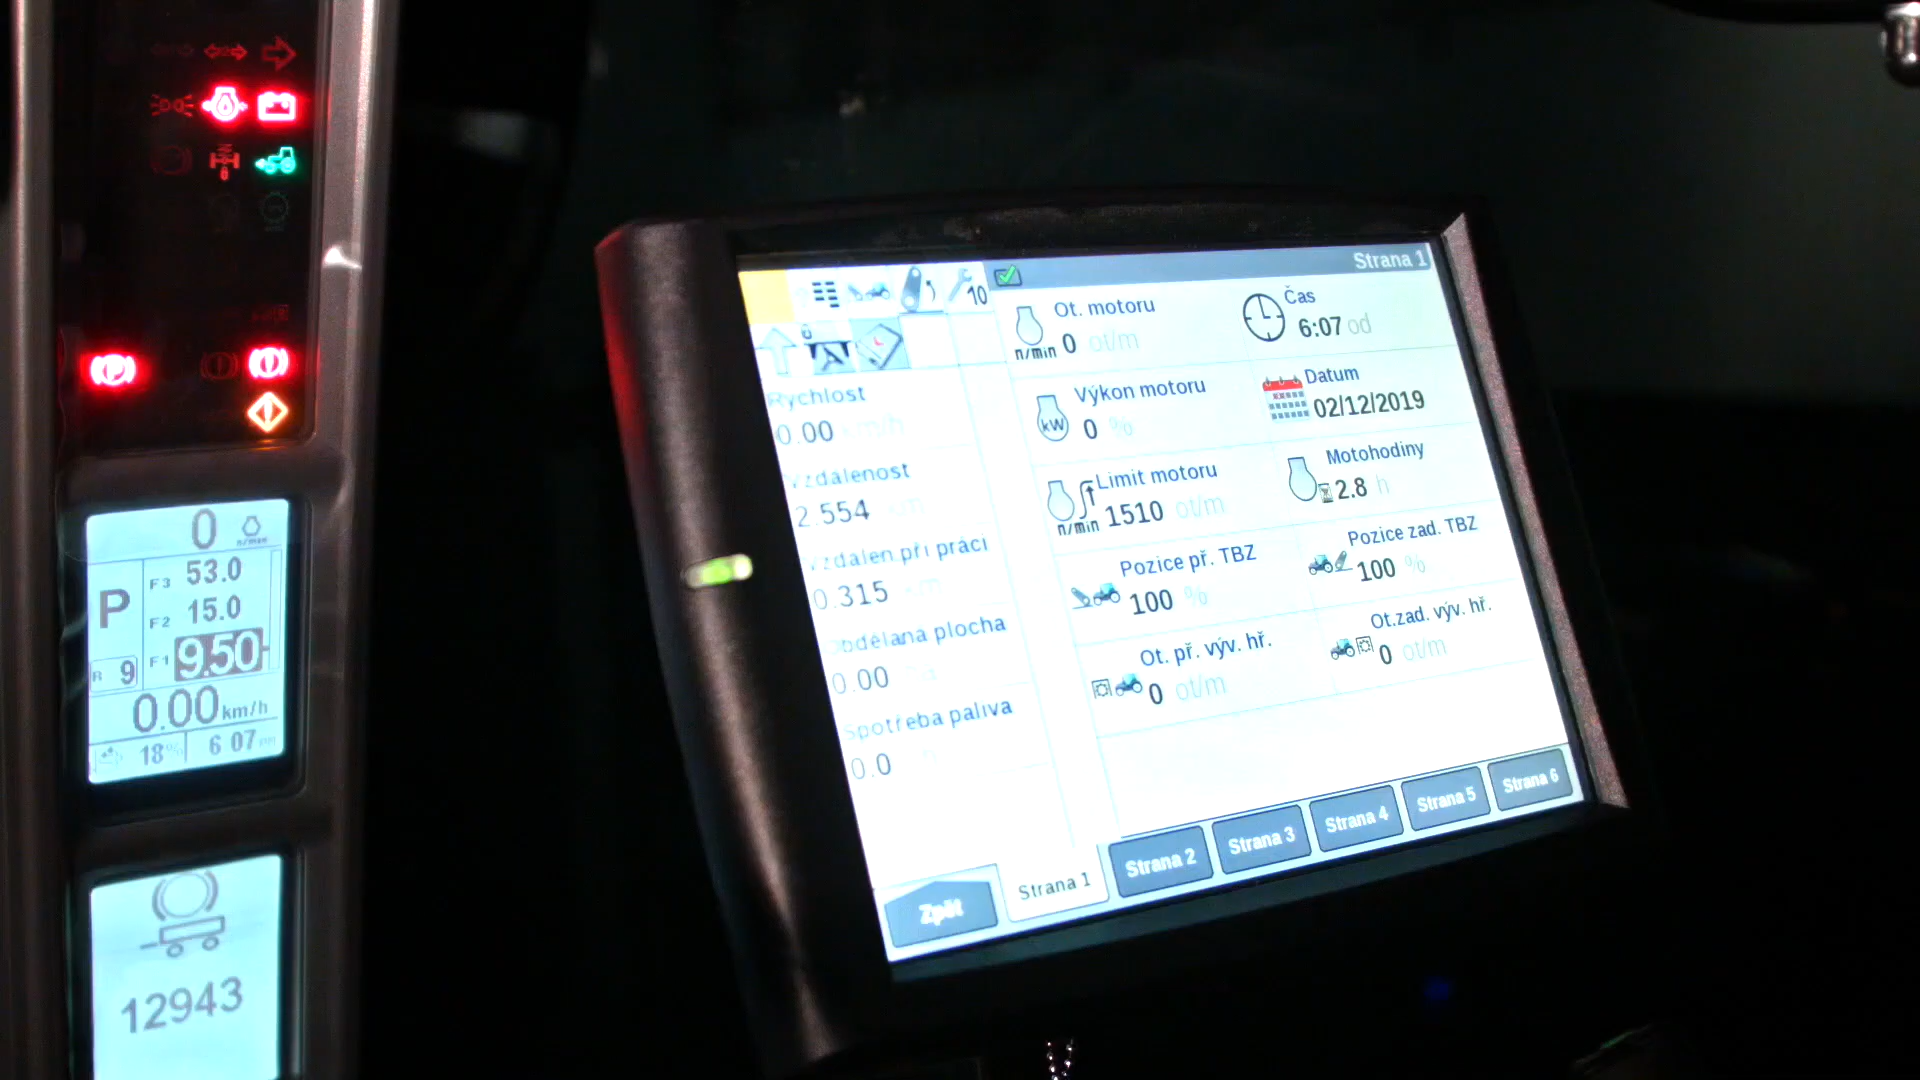 0
n/min
P
F3 53.0
F2 15.0
F1 9.50
R 9
0.00 km/h
18 %
6 07
12943
10
Strana 1
Rychlost
0.00 km/h
Vzdálenost
2.554
Vzdálen.při práci
0.315
Obdělaná plocha
0.00
Spotřeba paliva
0.0
Ot. motoru
n/min 0 ot/m
Čas
6:07 od
Výkon motoru
kW 0 %
Datum
02/12/2019
Limit motoru
n/min 1510 ot/m
Motohodiny
2.8 h
Pozice př. TBZ
100 %
Pozice zad. TBZ
100 %
Ot. př. výv. hř.
0 ot/m
Ot.zad. výv. hř.
0 ot/m
Zpět
Strana 1
Strana 2
Strana 3
Strana 4
Strana 5
Strana 6